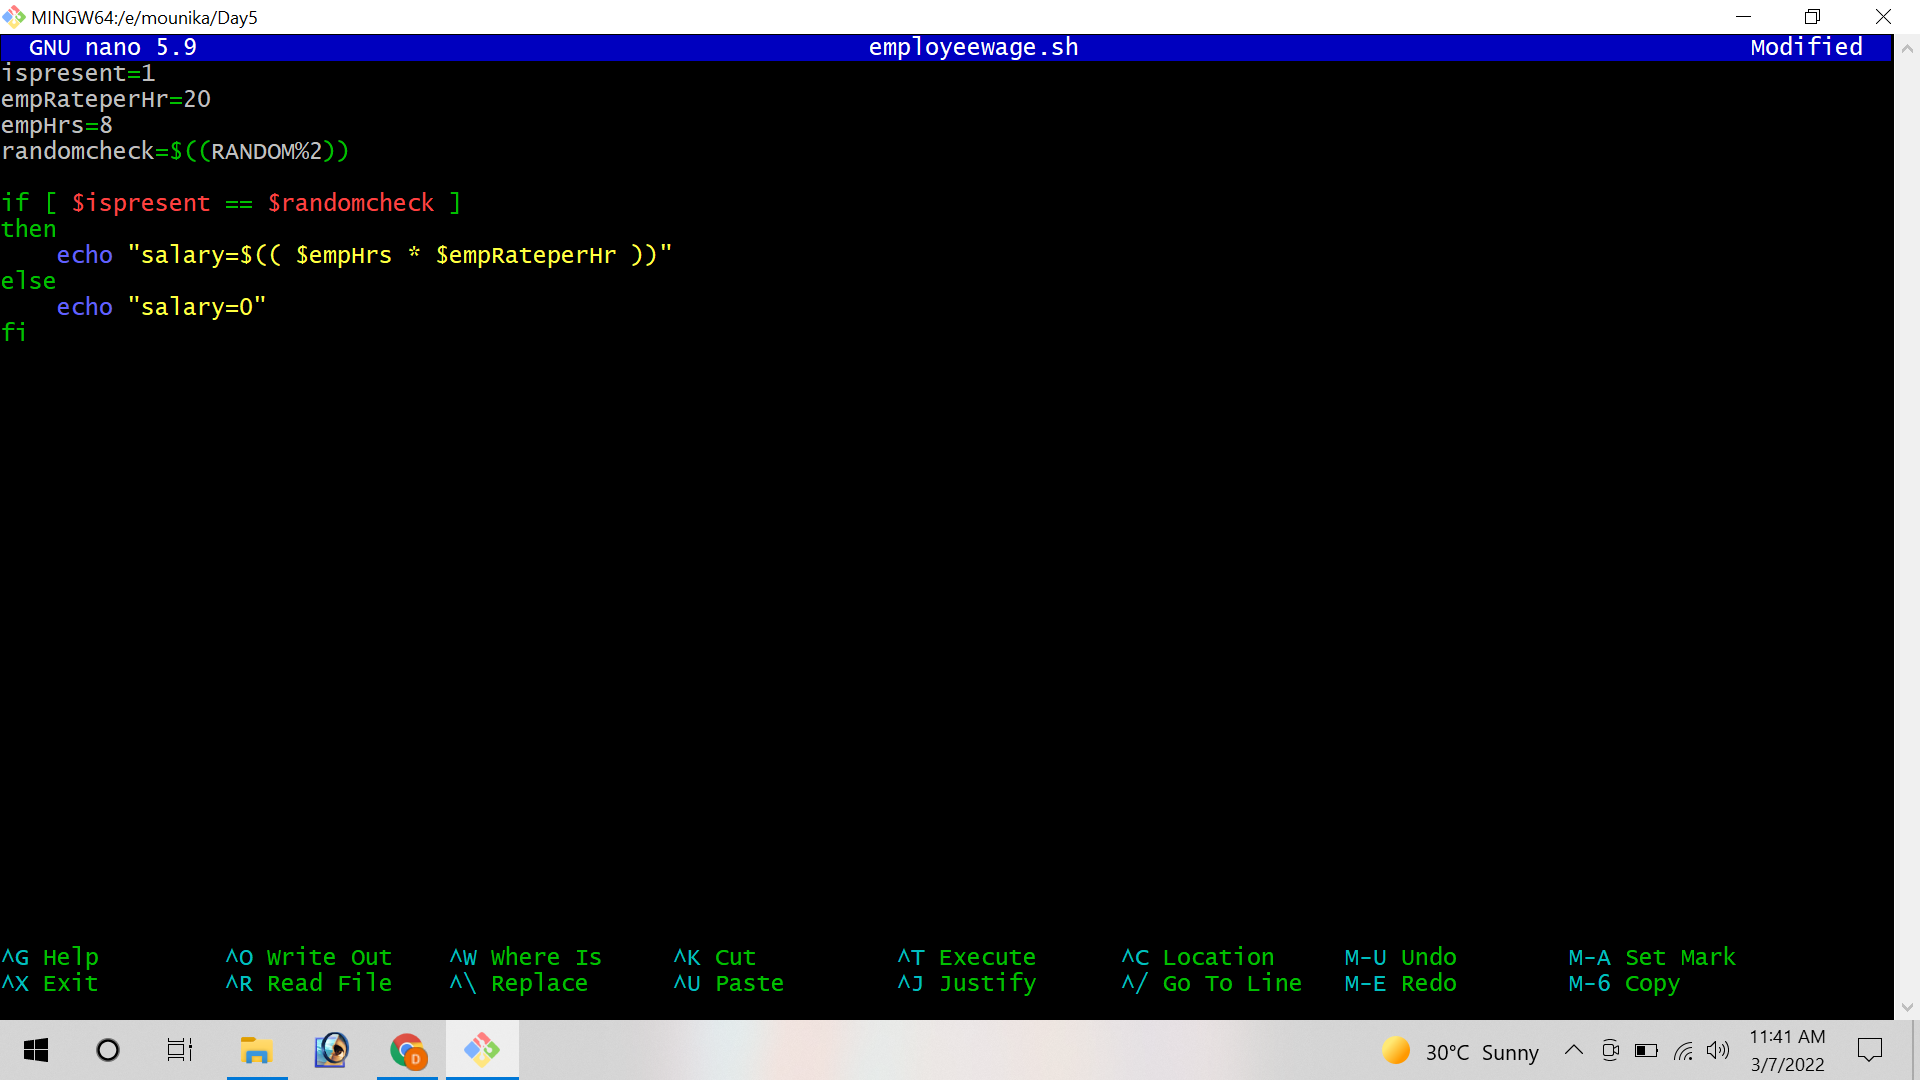 MINGW64:/e/mounika/Day5
GNU nano 5.9 employeewage.sh Modified
ispresent=1
empRateperHr=20
empHrs=8
randomcheck=$((RANDOM%2))
if [ $ispresent == $randomcheck ]
then
    echo "salary=$(( $empHrs * $empRateperHr ))"
else
    echo "salary=0"
fi
^G Help ^O Write Out ^W Where Is ^K Cut ^T Execute ^C Location M-U Undo M-A Set Mark
^X Exit ^R Read File ^\ Replace ^U Paste ^J Justify ^/ Go To Line M-E Redo M-6 Copy
D
30°C Sunny
11:41 AM
3/7/2022